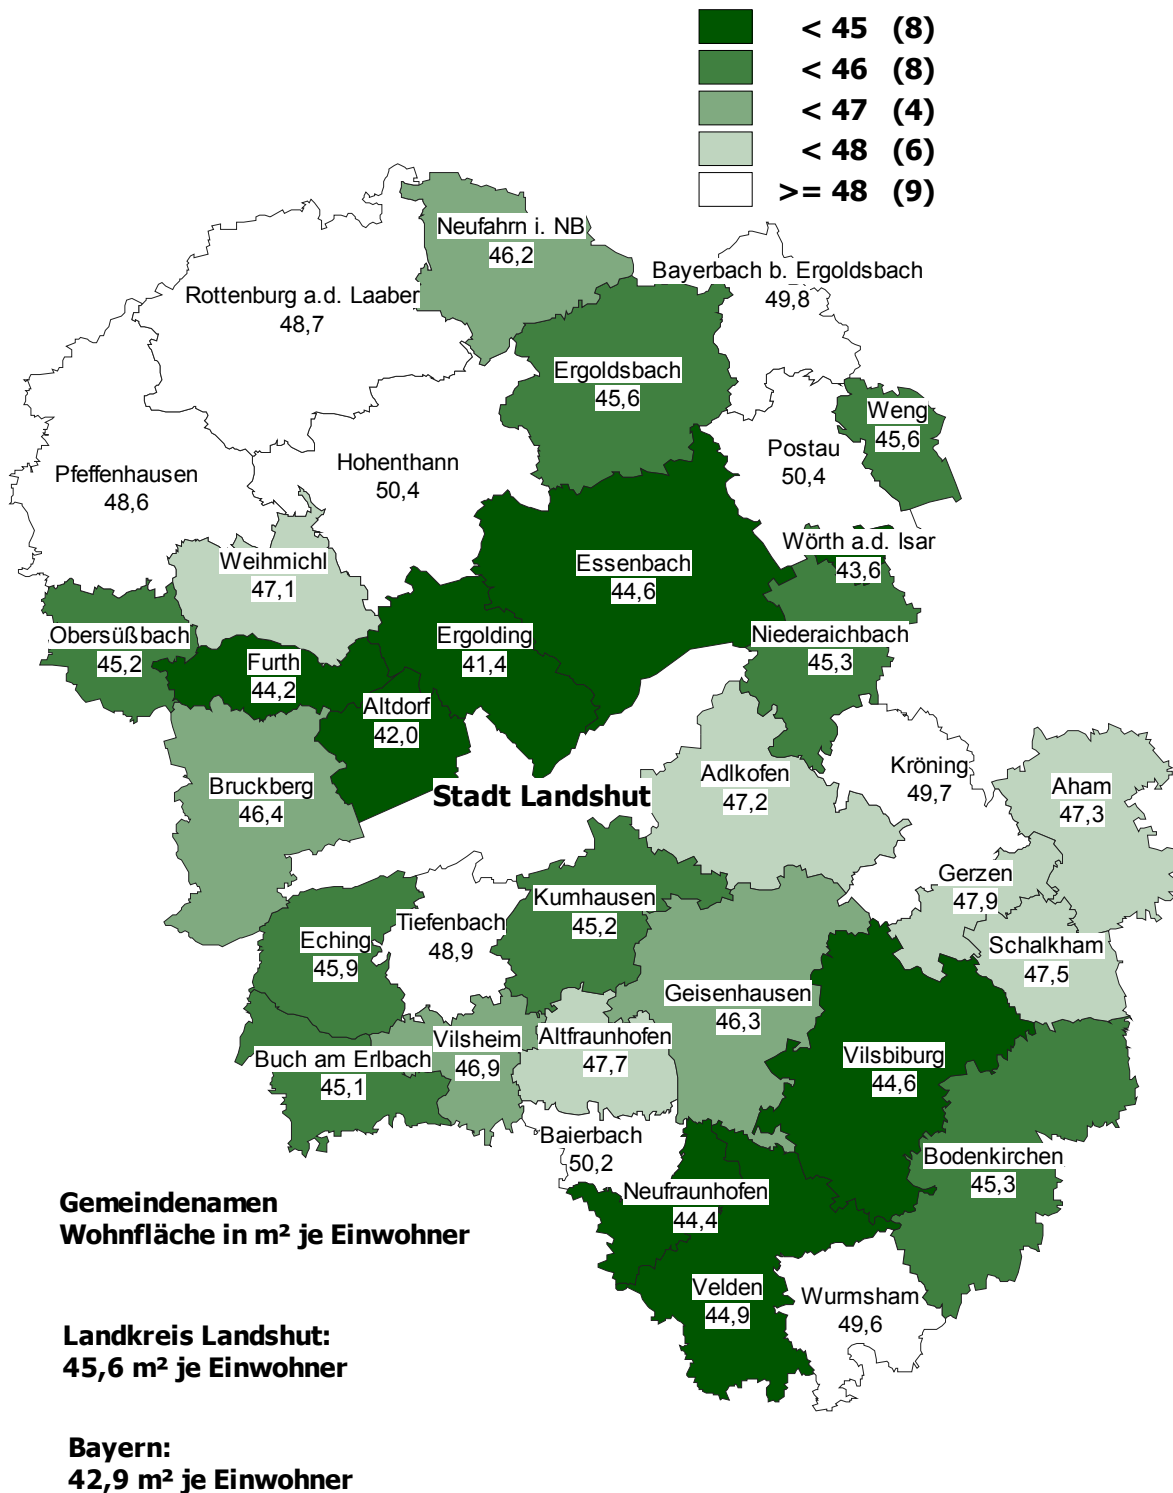 < 45 (8)
< 46 (8)
< 47 (4)
< 48 (6)
>= 48 (9)
Neufahrn i. NB
46,2
Bayerbach b. Ergoldsbach
49,8
Rottenburg a.d. Laaber
48,7
Ergoldsbach
45,6
Weng
45,6
Postau
50,4
Hohenthann
50,4
Pfeffenhausen
48,6
Wörth a.d. Isar
43,6
Weihmichl
47,1
Essenbach
44,6
Obersüßbach
45,2
Ergolding
41,4
Niederaichbach
45,3
Furth
44,2
Altdorf
42,0
Bruckberg
46,4
Stadt Landshut
Adlkofen
47,2
Kröning
49,7
Aham
47,3
Gerzen
47,9
Kumhausen
45,2
Tiefenbach
48,9
Eching
45,9
Schalkham
47,5
Geisenhausen
46,3
Altfraunhofen
47,7
Vilsheim
46,9
Buch am Erlbach
45,1
Vilsbiburg
44,6
Baierbach
50,2
Bodenkirchen
45,3
Neufraunhofen
44,4
Velden
44,9
Wurmsham
49,6
Gemeindenamen
Wohnfläche in m² je Einwohner
Landkreis Landshut:
45,6 m² je Einwohner
Bayern:
42,9 m² je Einwohner